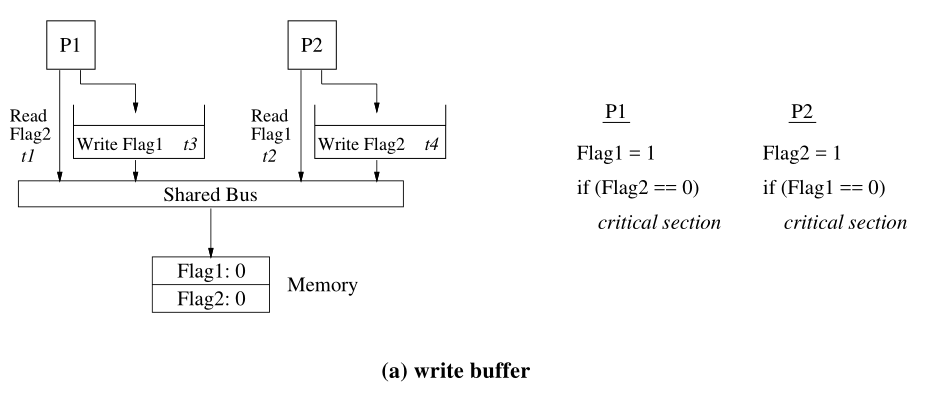 P1
P2
Read
Flag2
t1
Write Flag1 t3
Read
Flag1
t2
Write Flag2 t4
Shared Bus
Flag1: 0
Flag2: 0
Memory
P1
Flag1 = 1
if (Flag2 == 0)
critical section
P2
Flag2 = 1
if (Flag1 == 0)
critical section
(a) write buffer